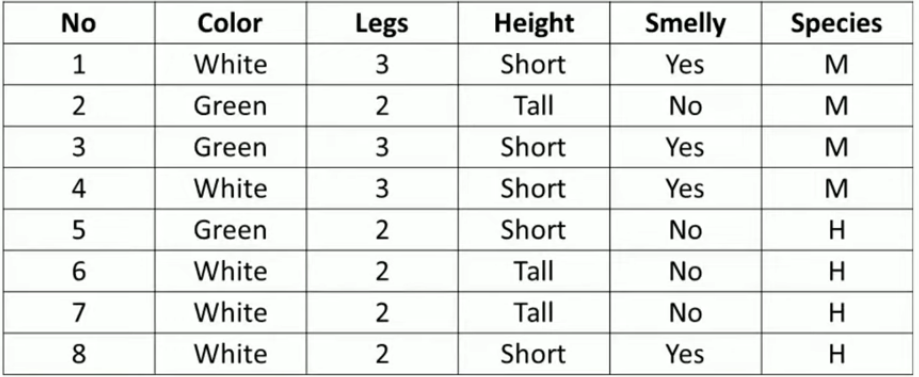 No Color Legs Height Smelly Species
1 White 3 Short Yes M
2 Green 2 Tall No M
3 Green 3 Short Yes M
4 White 3 Short Yes M
5 Green 2 Short No H
6 White 2 Tall No H
7 White 2 Tall No H
8 White 2 Short Yes H